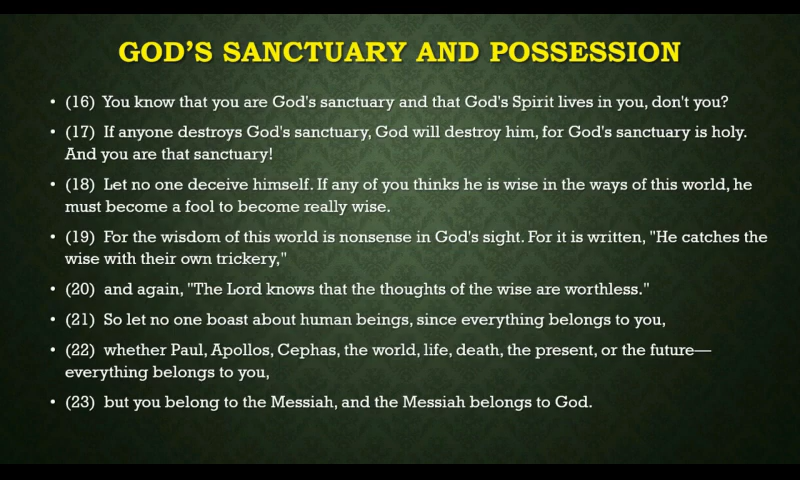 GOD'S SANCTUARY AND POSSESSION
• (16) You know that you are God's sanctuary and that God's Spirit lives in you, don't you?
• (17) If anyone destroys God's sanctuary, God will destroy him, for God's sanctuary is holy.
And you are that sanctuary!
• (18) Let no one deceive himself. If any of you thinks he is wise in the ways of this world, he
must become a fool to become really wise.
• (19) For the wisdom of this world is nonsense in God's sight. For it is written, "He catches the
wise with their own trickery,"
• (20) and again, "The Lord knows that the thoughts of the wise are worthless."
• (21) So let no one boast about human beings, since everything belongs to you,
• (22) whether Paul, Apollos, Cephas, the world, life, death, the present, or the future—
everything belongs to you,
• (23) but you belong to the Messiah, and the Messiah belongs to God.